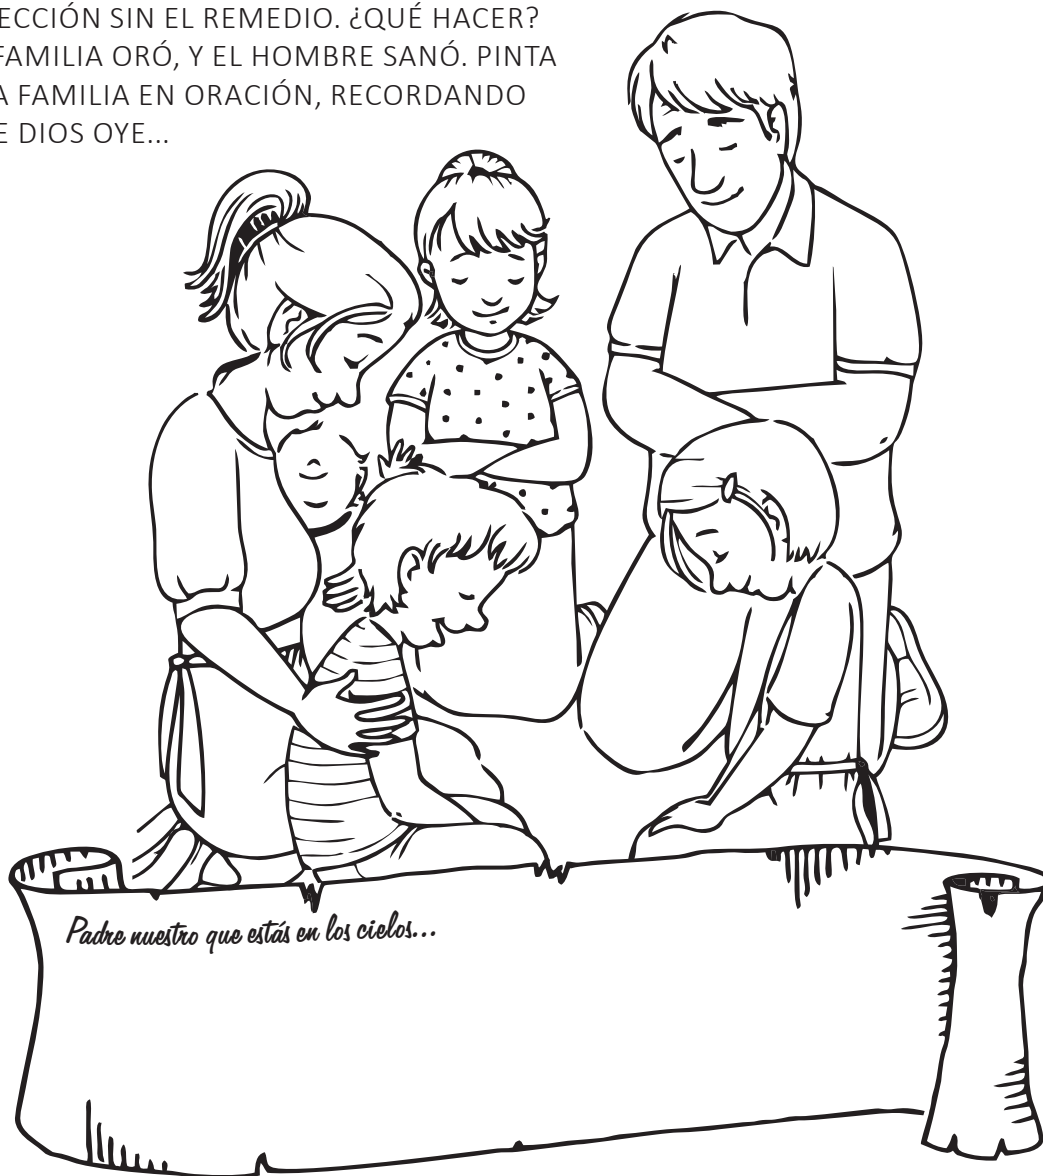 ECCIÓN SIN EL REMEDIO. ¿QUÉ HACER?
FAMILIA ORÓ, Y EL HOMBRE SANÓ. PINTA
A FAMILIA EN ORACIÓN, RECORDANDO
E DIOS OYE...
Padre nuestro que estás en los cielos...